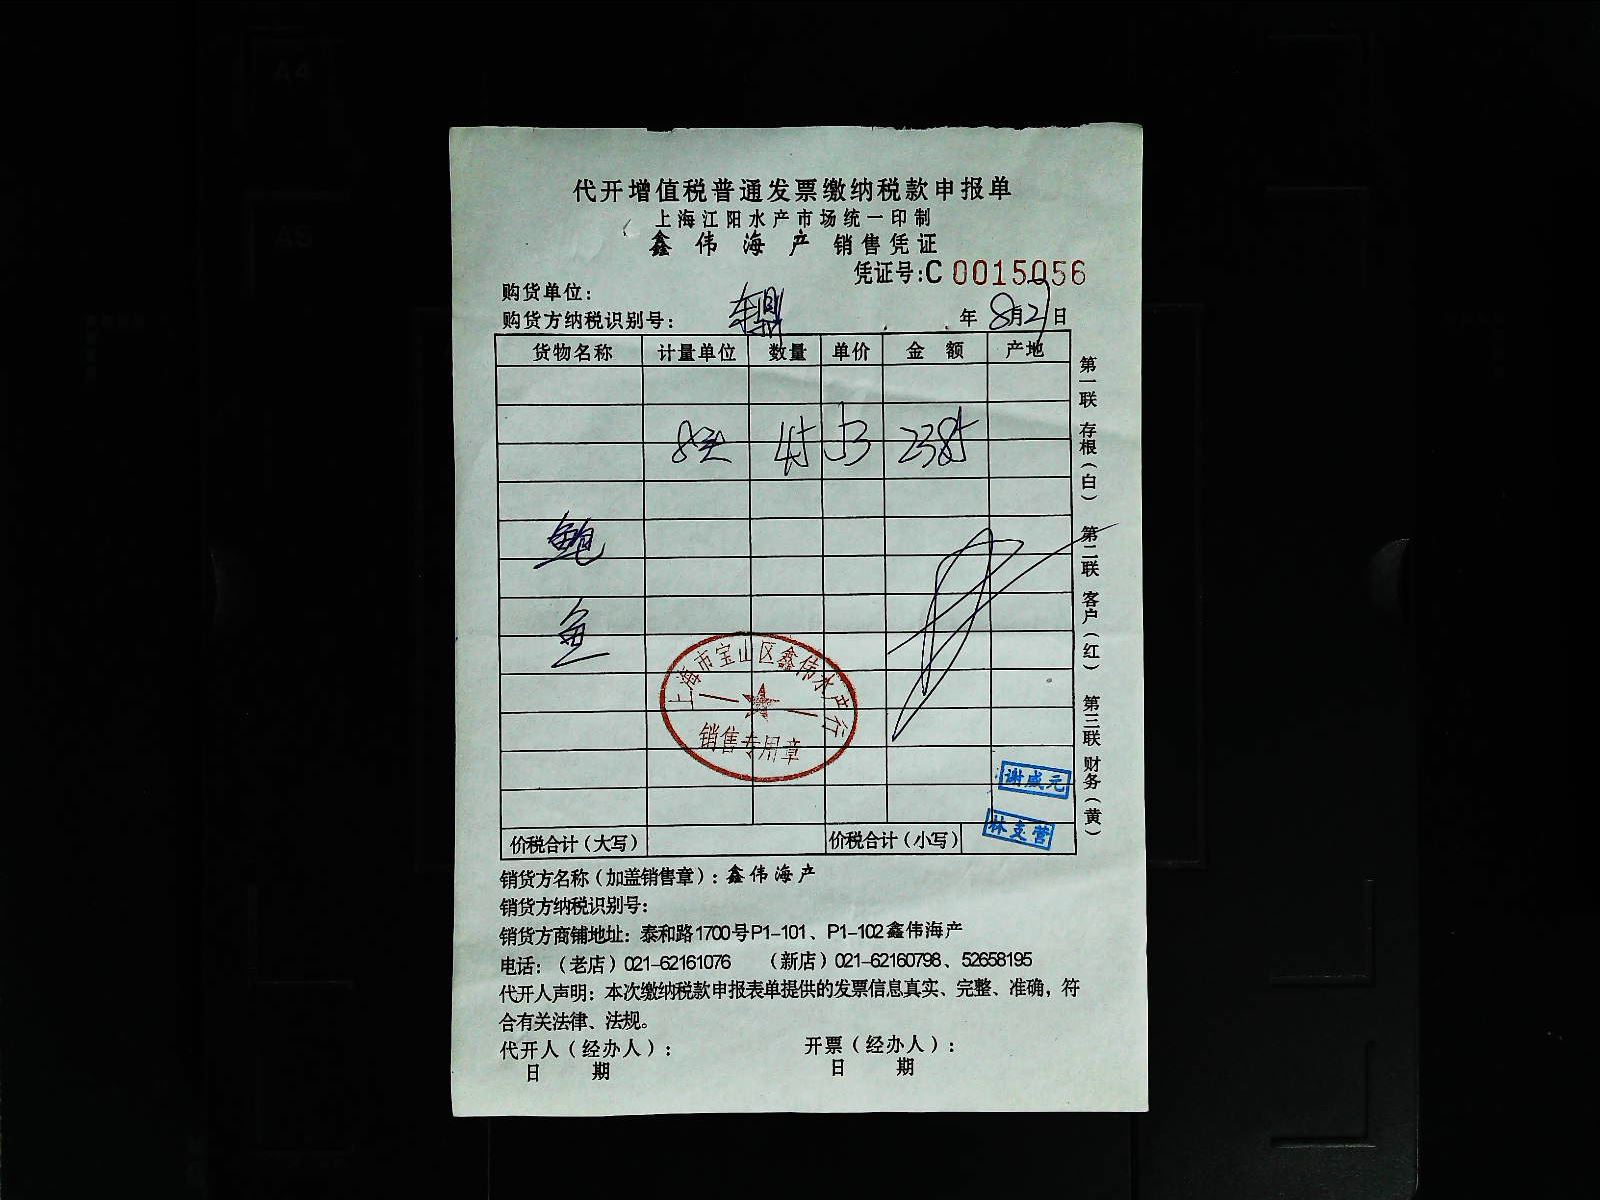 代开增值税普通发票缴纳税款申报单
上海江阳水产市场统一印制
鑫伟海产 销售凭证
凭证号:C 0015056
购货单位:
购货方纳税识别号: 年 8月2日
货物名称 计量单位 数量 单价 金额 产地
8头 45 53 2385
鲍
鱼
上海市宝山区鑫伟水产行
销售专用章
谢成元
林支营
价税合计(大写) 价税合计(小写)
第一联 存根(白) 第二联 客户(红) 第三联 财务(黄)
销货方名称(加盖销售章): 鑫伟海产
销货方纳税识别号:
销货方商铺地址: 泰和路1700号P1-101、P1-102鑫伟海产
电话: (老店)021-62161076 (新店)021-62160798、52658195
代开人声明: 本次缴纳税款申报表单提供的发票信息真实、完整、准确, 符
合有关法律、法规。
代开人(经办人): 开票(经办人):
日 期 日 期
A4
A5